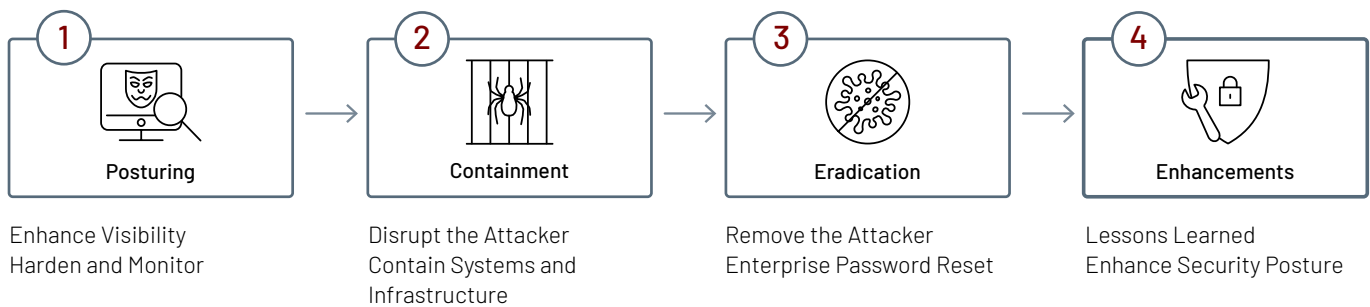 1
Posturing
Enhance Visibility
Harden and Monitor
2
Containment
Disrupt the Attacker
Contain Systems and
Infrastructure
3
Eradication
Remove the Attacker
Enterprise Password Reset
4
Enhancements
Lessons Learned
Enhance Security Posture